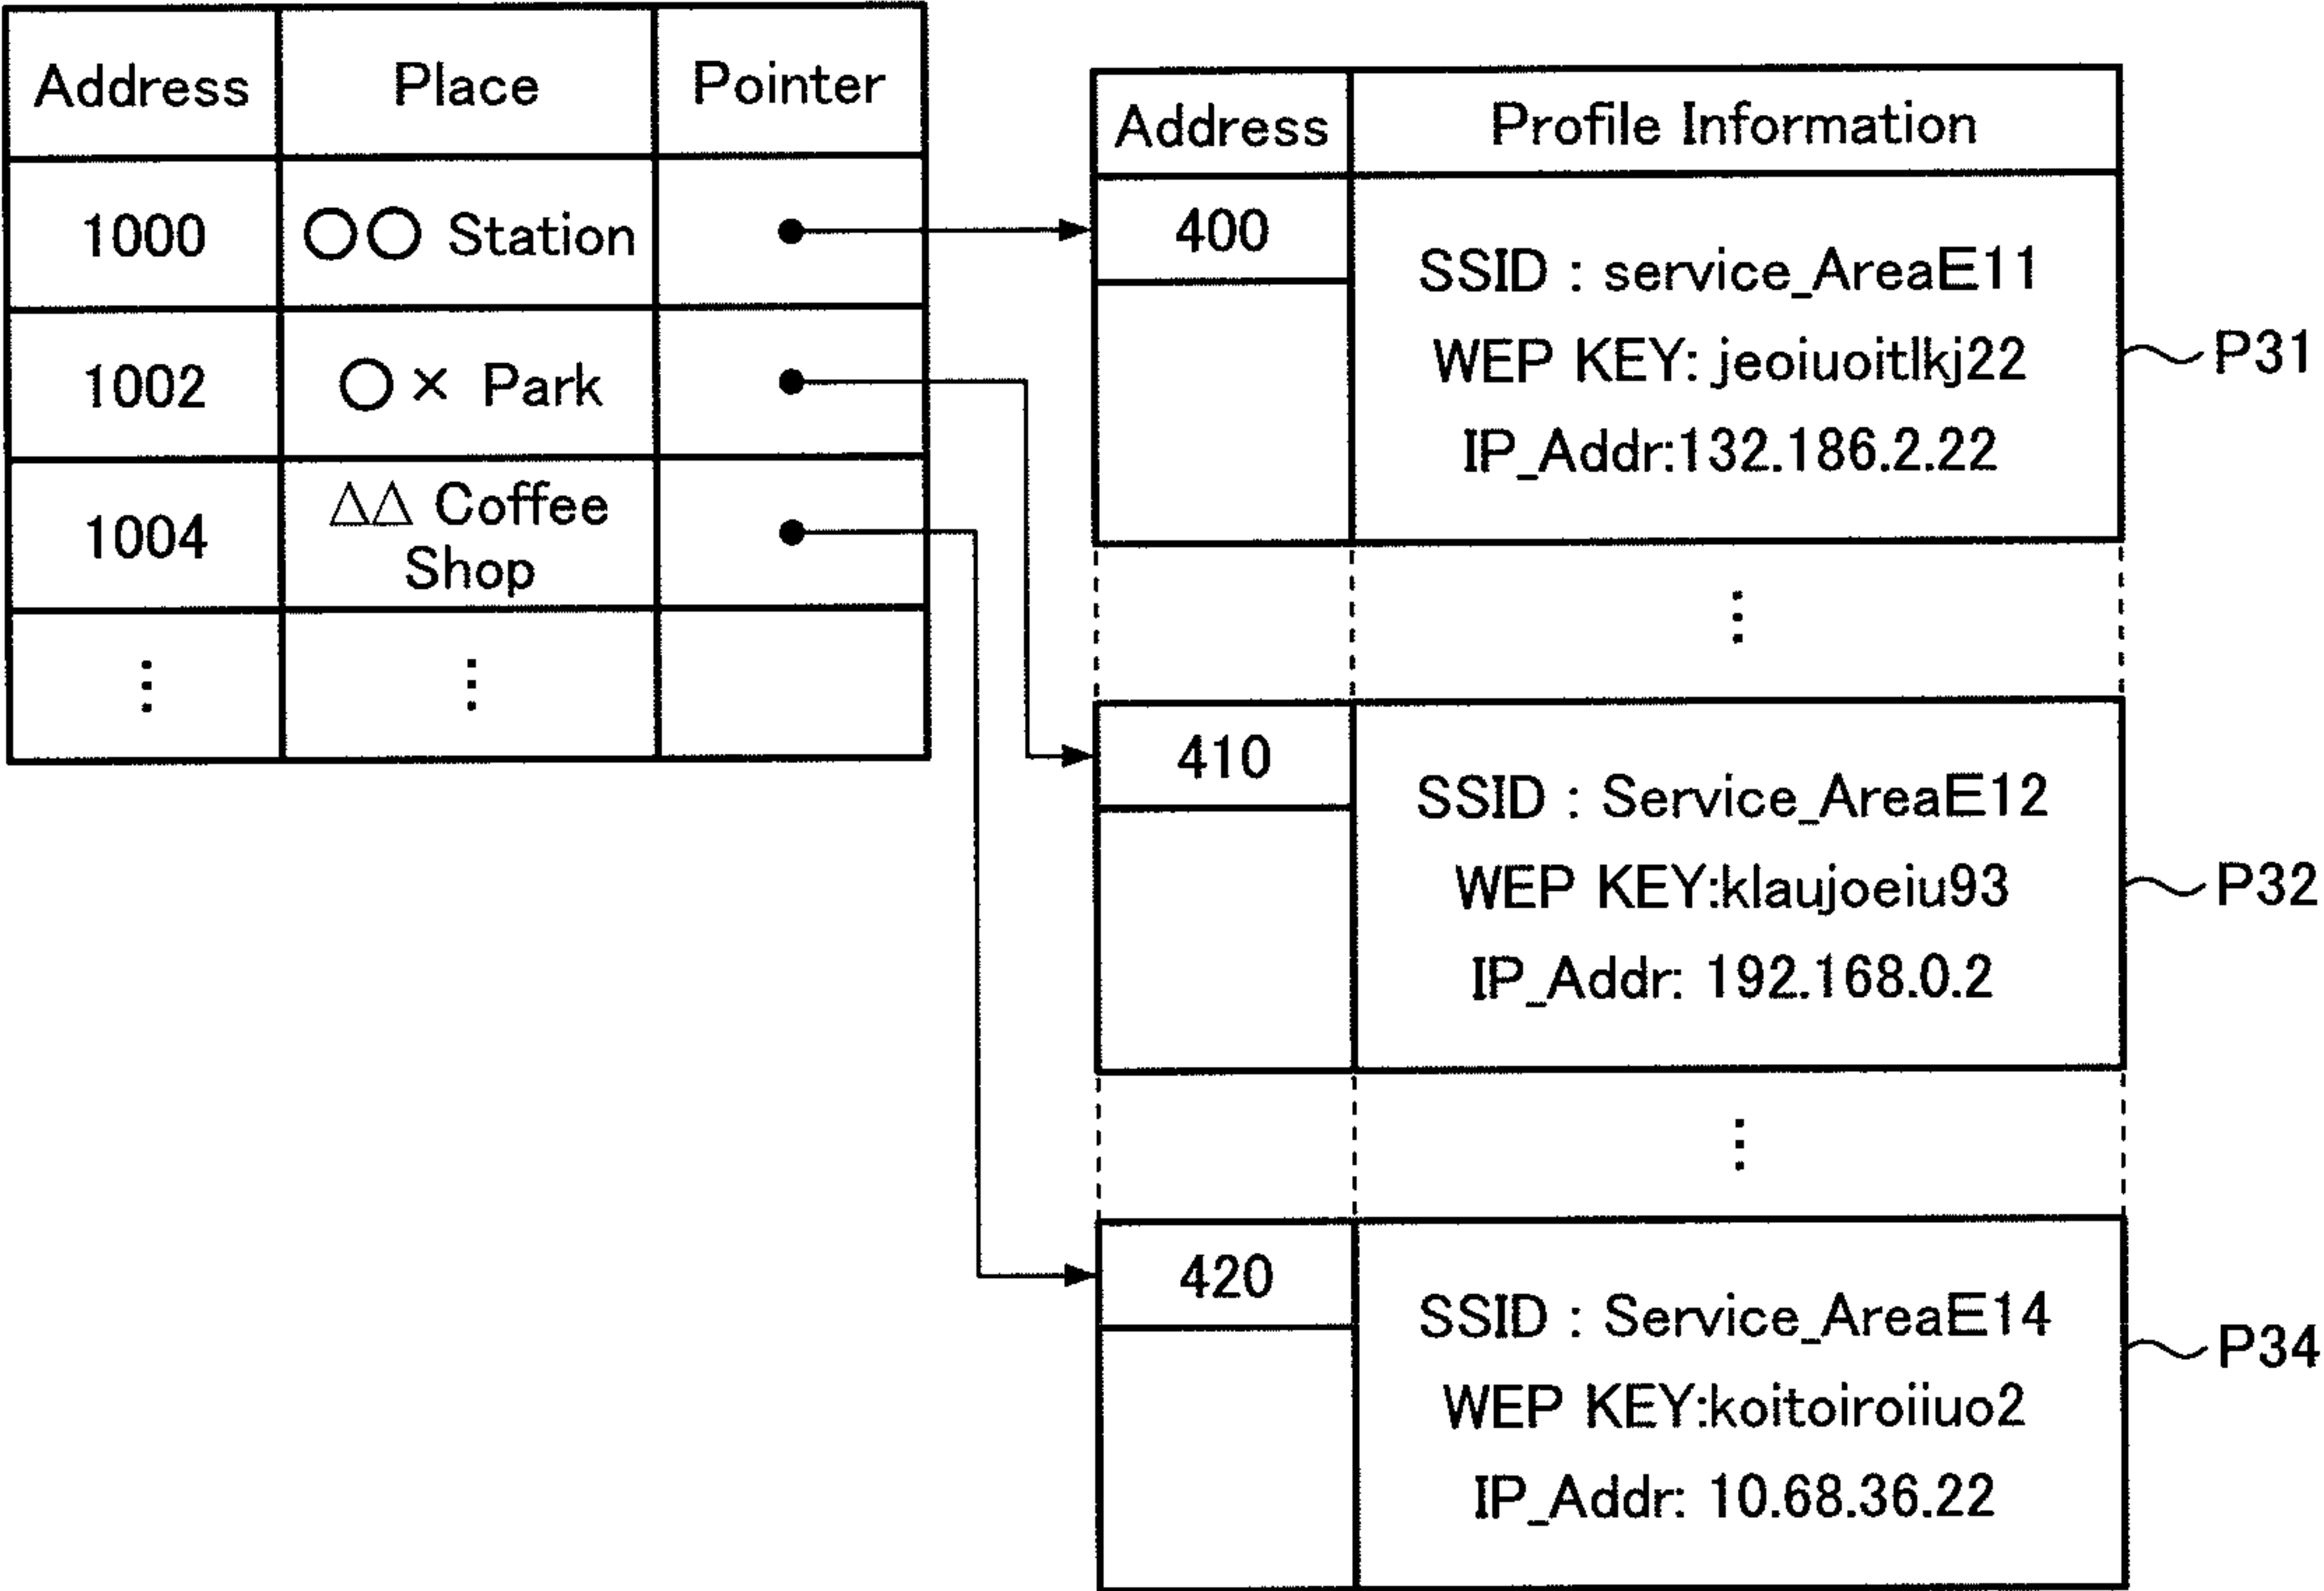 Address Place Pointer
1000 ○○ Station
1002 ○× Park
1004 △△ Coffee
Shop
⋮ ⋮
Address Profile Information
400
SSID : service_AreaE11
WEP KEY: jeoiuoitlkj22
IP_Addr:132.186.2.22
P31
⋮
410
SSID : Service_AreaE12
WEP KEY:klaujoeiu93
IP_Addr: 192.168.0.2
P32
⋮
420
SSID : Service_AreaE14
WEP KEY:koitoiroiiuo2
IP_Addr: 10.68.36.22
P34